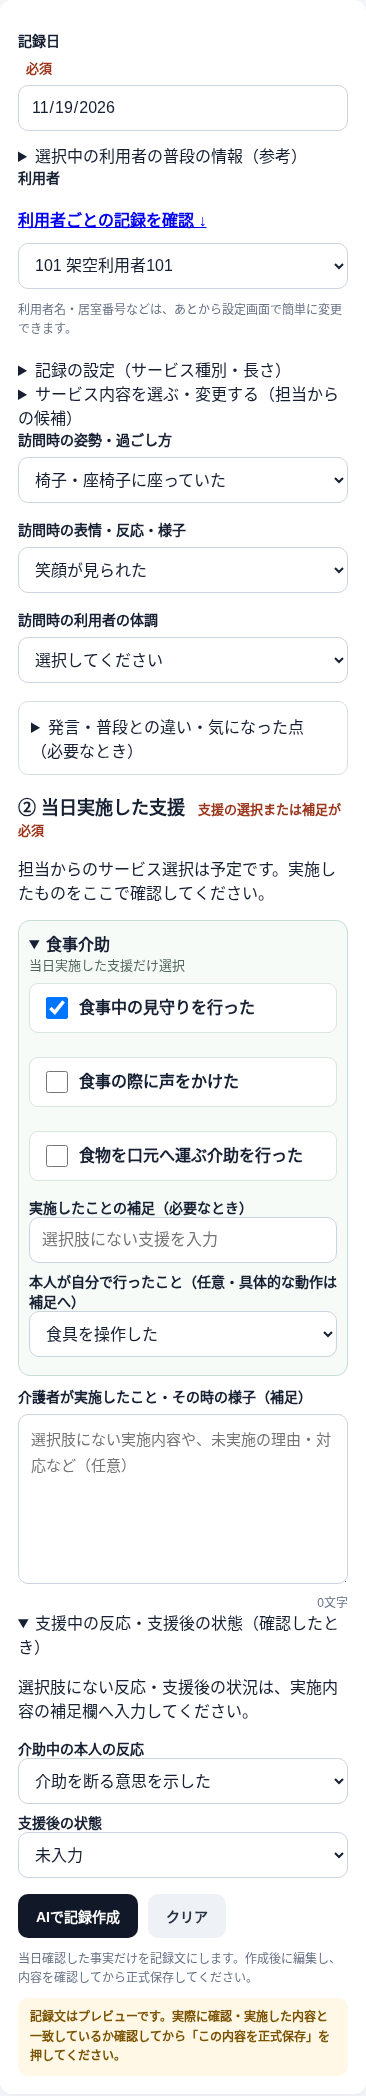 記録日
必須
11/19/2026
▶ 選択中の利用者の普段の情報（参考）
利用者
利用者ごとの記録を確認 ↓
101 架空利用者101
利用者名・居室番号などは、あとから設定画面で簡単に変更
できます。
▶ 記録の設定（サービス種別・長さ）
▶ サービス内容を選ぶ・変更する（担当から
の候補）
訪問時の姿勢・過ごし方
椅子・座椅子に座っていた
訪問時の表情・反応・様子
笑顔が見られた
訪問時の利用者の体調
選択してください
▶ 発言・普段との違い・気になった点
（必要なとき）
② 当日実施した支援 支援の選択または補足が
必須
担当からのサービス選択は予定です。実施し
たものをここで確認してください。
▼ 食事介助
当日実施した支援だけ選択
食事中の見守りを行った
食事の際に声をかけた
食物を口元へ運ぶ介助を行った
実施したことの補足（必要なとき）
選択肢にない支援を入力
本人が自分で行ったこと（任意・具体的な動作は
補足へ）
食具を操作した
介護者が実施したこと・その時の様子（補足）
選択肢にない実施内容や、未実施の理由・対
応など（任意）
0文字
▼ 支援中の反応・支援後の状態（確認したと
き）
選択肢にない反応・支援後の状況は、実施内
容の補足欄へ入力してください。
介助中の本人の反応
介助を断る意思を示した
支援後の状態
未入力
AIで記録作成 クリア
当日確認した事実だけを記録文にします。作成後に編集し、
内容を確認してから正式保存してください。
記録文はプレビューです。実際に確認・実施した内容と
一致しているか確認してから「この内容を正式保存」を
押してください。